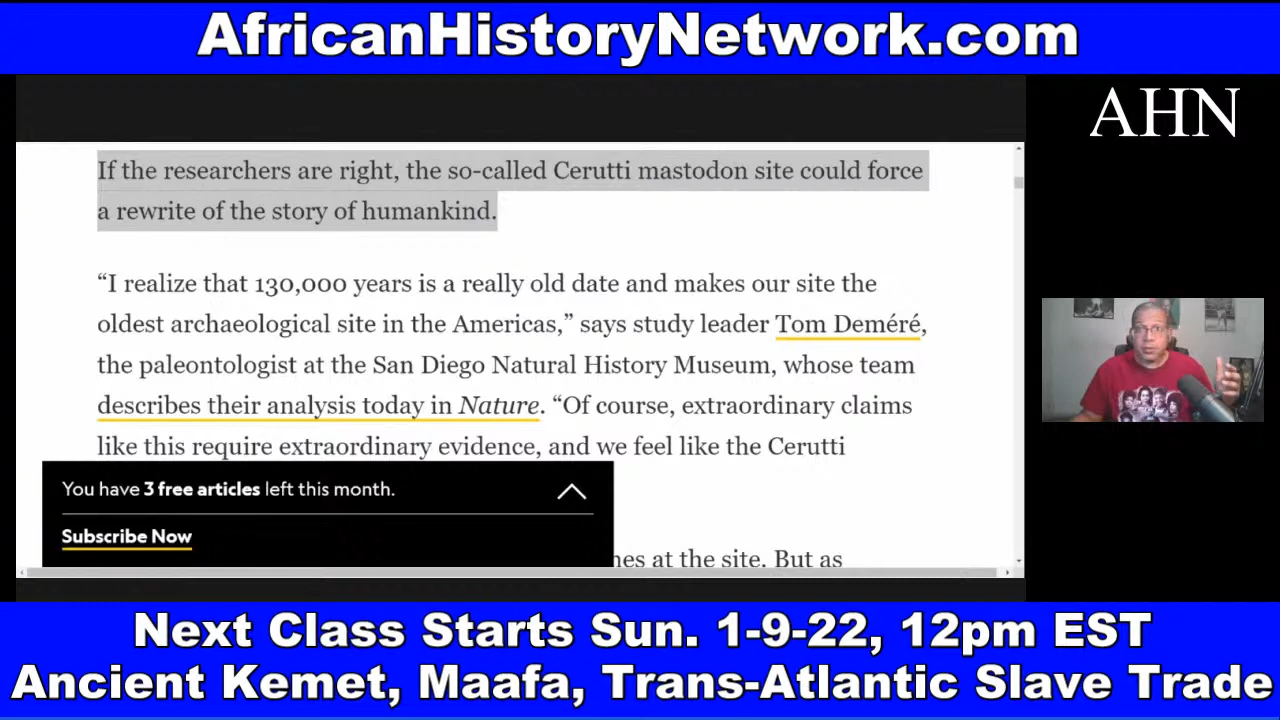 AfricanHistoryNetwork.com
AHN
If the researchers are right, the so-called Cerutti mastodon site could force
a rewrite of the story of humankind.
“I realize that 130,000 years is a really old date and makes our site the
oldest archaeological site in the Americas,” says study leader Tom Deméré,
the paleontologist at the San Diego Natural History Museum, whose team
describes their analysis today in Nature. “Of course, extraordinary claims
like this require extraordinary evidence, and we feel like the Cerutti
You have 3 free articles left this month.
Subscribe Now
at the site. But as
Next Class Starts Sun. 1-9-22, 12pm EST
Ancient Kemet, Maafa, Trans-Atlantic Slave Trade